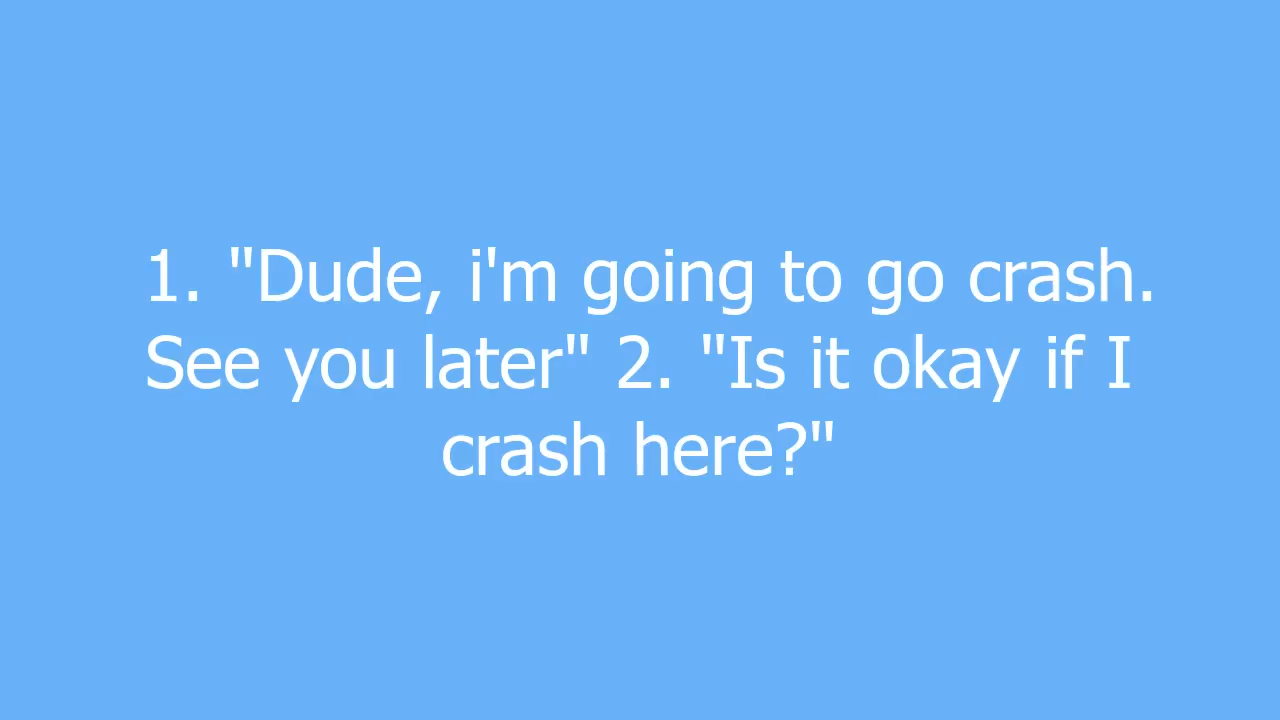 1. "Dude, i'm going to go crash.
See you later" 2. "Is it okay if I
crash here?"